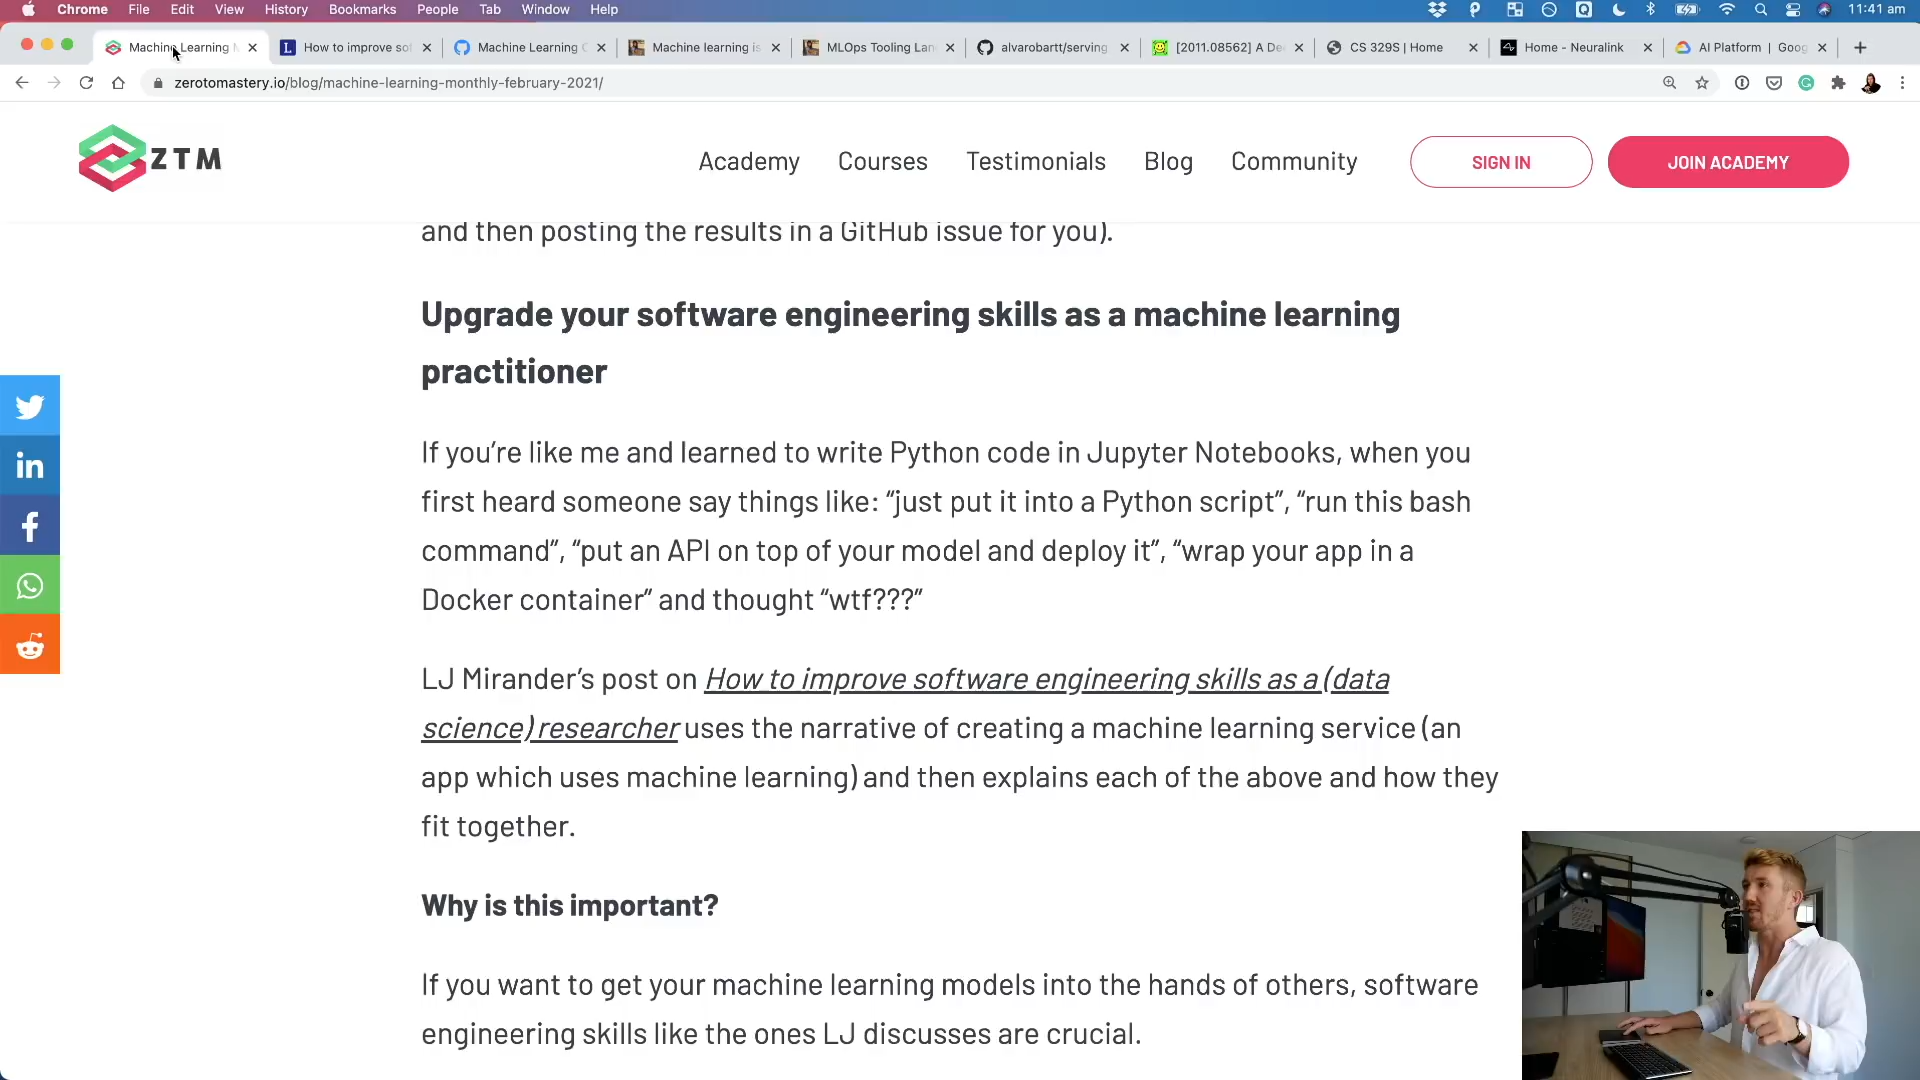 Chrome File Edit View History Bookmarks People Tab Window Help 11:41 am
Machine Learning How to improve so Machine Learning Machine learning is MLOps Tooling Lan alvarobartt/serving [2011.08562] A De CS 329S | Home Home - Neuralink AI Platform | Goog
zerotomastery.io/blog/machine-learning-monthly-february-2021/
ZTM Academy Courses Testimonials Blog Community SIGN IN JOIN ACADEMY
and then posting the results in a GitHub issue for you).
Upgrade your software engineering skills as a machine learning
practitioner
If you’re like me and learned to write Python code in Jupyter Notebooks, when you
first heard someone say things like: “just put it into a Python script”, “run this bash
command”, “put an API on top of your model and deploy it”, “wrap your app in a
Docker container” and thought “wtf???”
LJ Mirander’s post on How to improve software engineering skills as a (data
science) researcher uses the narrative of creating a machine learning service (an
app which uses machine learning) and then explains each of the above and how they
fit together.
Why is this important?
If you want to get your machine learning models into the hands of others, software
engineering skills like the ones LJ discusses are crucial.